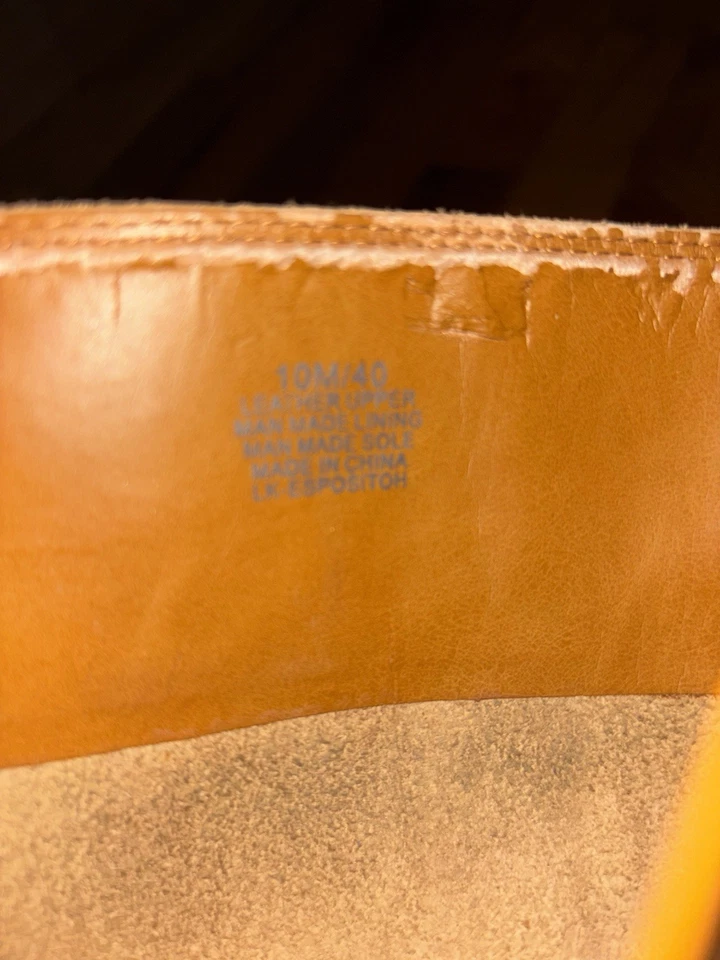 10M/40
LEATHER UPPER
MAN MADE LINING
MAN MADE SOLE
MADE IN CHINA
LK-ESPOSITOH